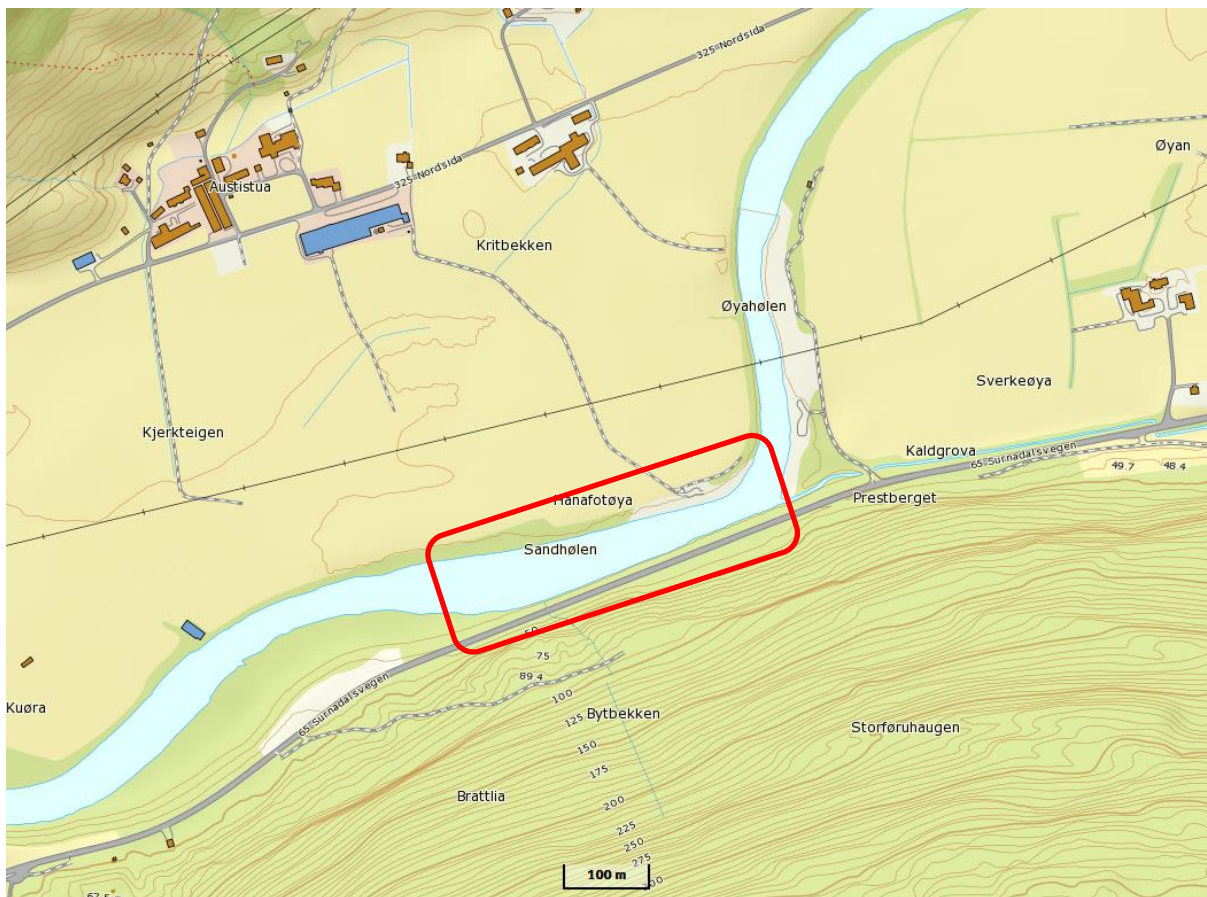 325-Nordsida
Øyan
Austistua
325-Nordsida
Kritbekken
Øyahølen
Sverkeøya
Kjerkteigen
Kaldgrova
65 Surnadalsvegen
49.7
48.4
Hanafotøya
Prestberget
Sandhølen
50
75
89.4
Kuøra
65 Surnadalsvegen
100
Bytbekken
125
Storføruhaugen
150
175
Brattlia
200
225
250
275
100 m